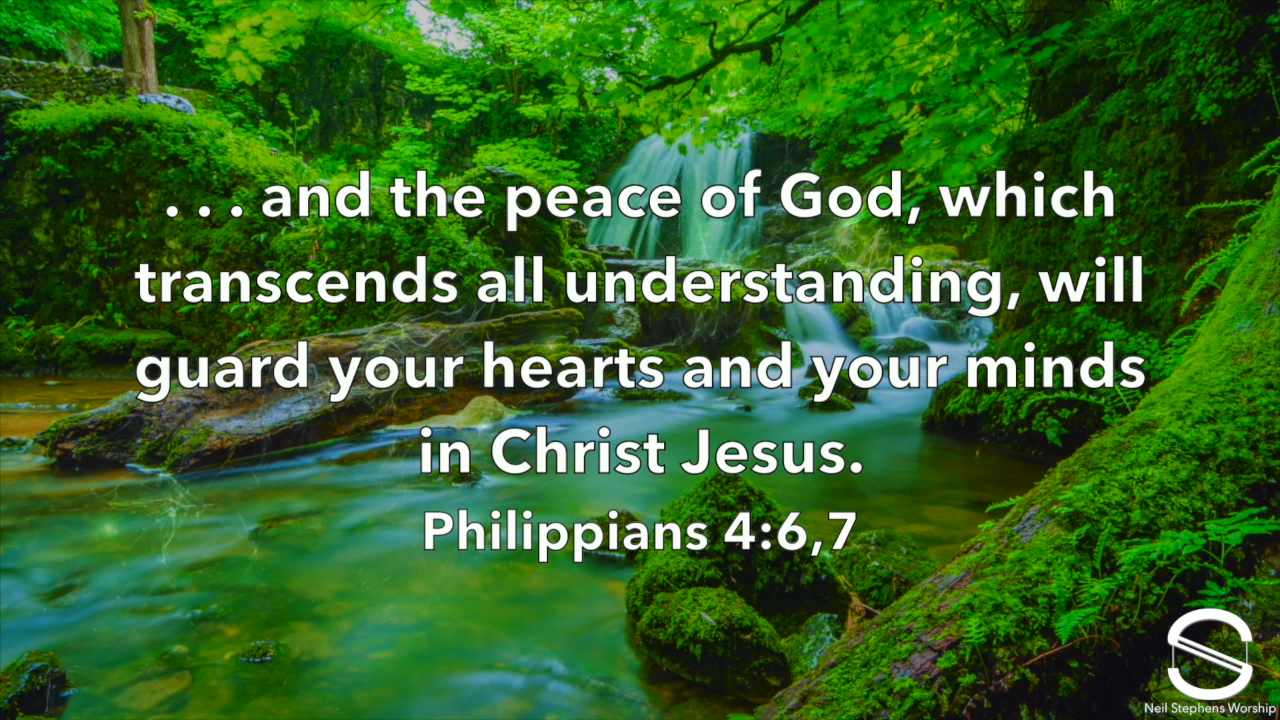 . . . and the peace of God, which
transcends all understanding, will
guard your hearts and your minds
in Christ Jesus.
Philippians 4:6,7
Neil Stephens Worship